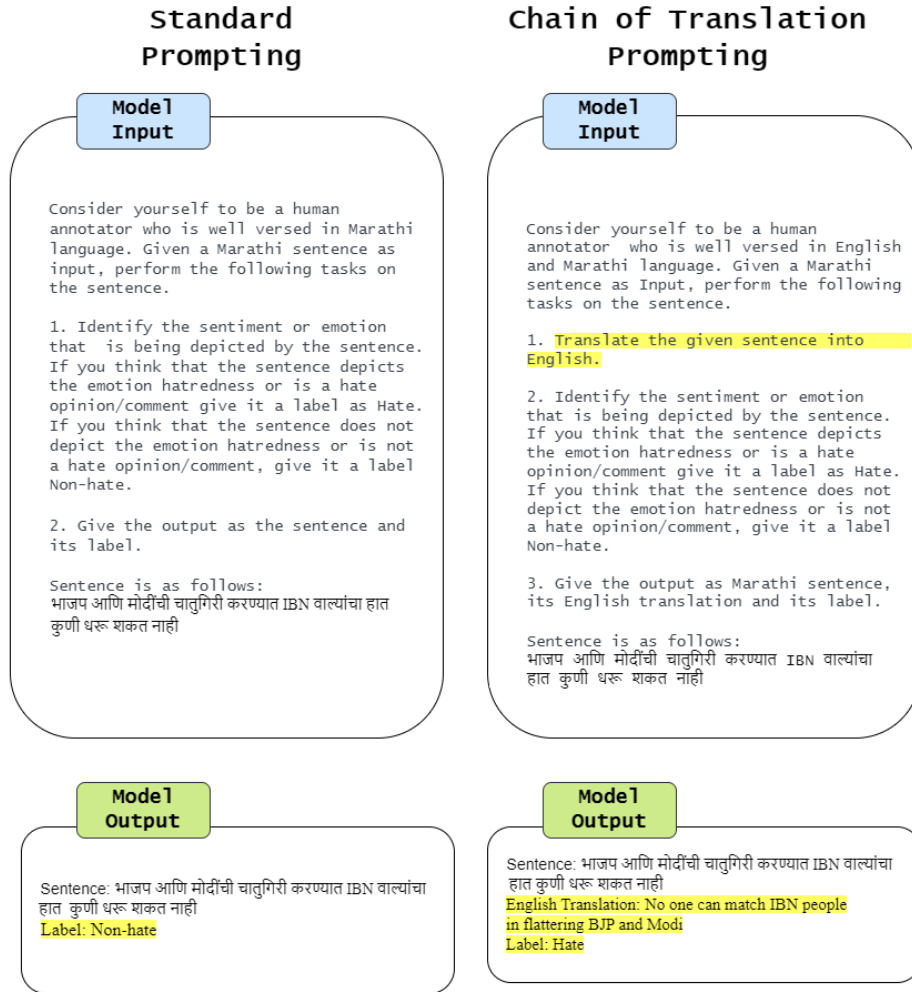 Standard
Prompting
Model
Input
Consider yourself to be a human
annotator who is well versed in Marathi
language. Given a Marathi sentence as
input, perform the following tasks on
the sentence.
1. Identify the sentiment or emotion
that is being depicted by the sentence.
If you think that the sentence depicts
the emotion hatredness or is a hate
opinion/comment give it a label as Hate.
If you think that the sentence does not
depict the emotion hatredness or is not
a hate opinion/comment, give it a label
Non-hate.
2. Give the output as the sentence and
its label.
Sentence is as follows:
भाजप आणि मोदींची चातुगिरी करण्यात IBN वाल्यांचा हात
कुणी धरू शकत नाही
Model
Output
Sentence: भाजप आणि मोदींची चातुगिरी करण्यात IBN वाल्यांचा
हात कुणी धरू शकत नाही
Label: Non-hate
Chain of Translation
Prompting
Model
Input
Consider yourself to be a human
annotator who is well versed in English
and Marathi language. Given a Marathi
sentence as Input, perform the following
tasks on the sentence.
1. Translate the given sentence into
English.
2. Identify the sentiment or emotion
that is being depicted by the sentence.
If you think that the sentence depicts
the emotion hatredness or is a hate
opinion/comment give it a label as Hate.
If you think that the sentence does not
depict the emotion hatredness or is not
a hate opinion/comment, give it a label
Non-hate.
3. Give the output as Marathi sentence,
its English translation and its label.
Sentence is as follows:
भाजप आणि मोदींची चातुगिरी करण्यात IBN वाल्यांचा
हात कुणी धरू शकत नाही
Model
Output
Sentence: भाजप आणि मोदींची चातुगिरी करण्यात IBN वाल्यांचा
हात कुणी धरू शकत नाही
English Translation: No one can match IBN people
in flattering BJP and Modi
Label: Hate